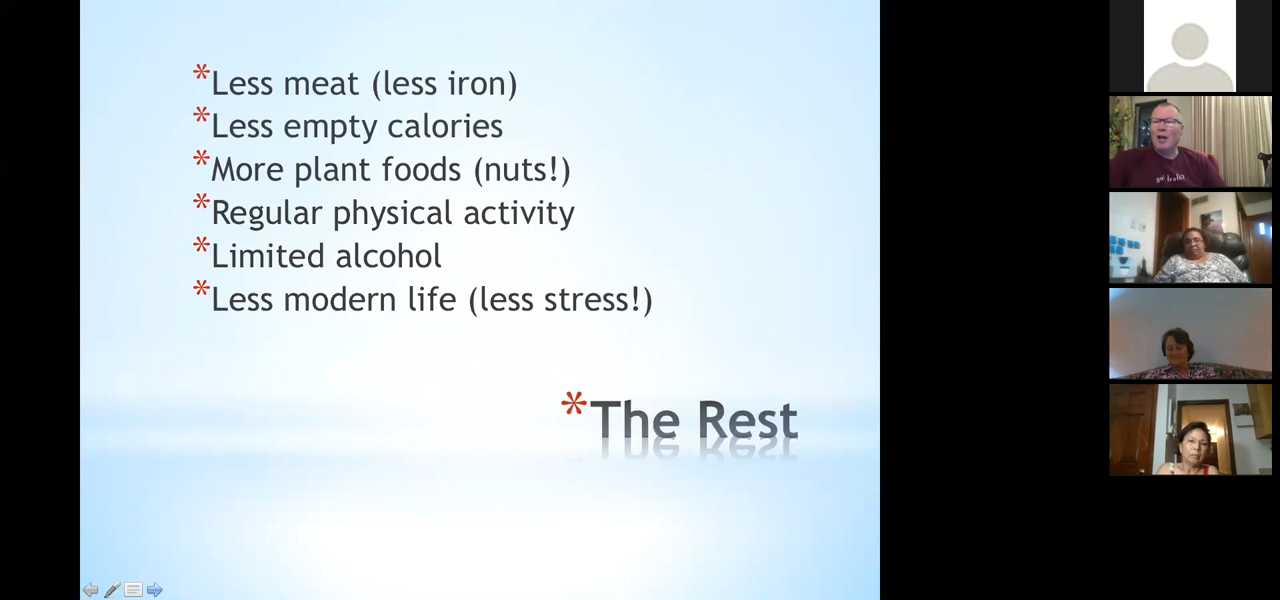 *Less meat (less iron)
*Less empty calories
*More plant foods (nuts!)
*Regular physical activity
*Limited alcohol
*Less modern life (less stress!)
*The Rest